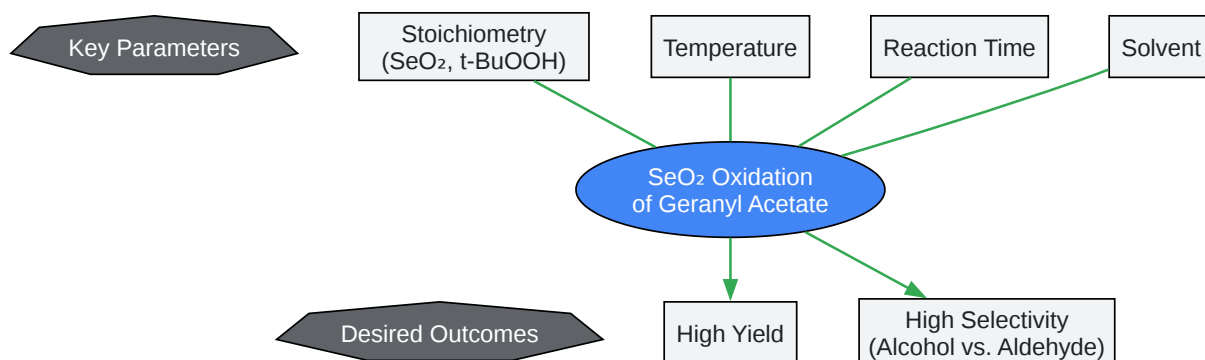 Key Parameters
Stoichiometry
(SeO₂, t-BuOOH)
Temperature
Reaction Time
Solvent
SeO₂ Oxidation
of Geranyl Acetate
Desired Outcomes
High Yield
High Selectivity
(Alcohol vs. Aldehyde)